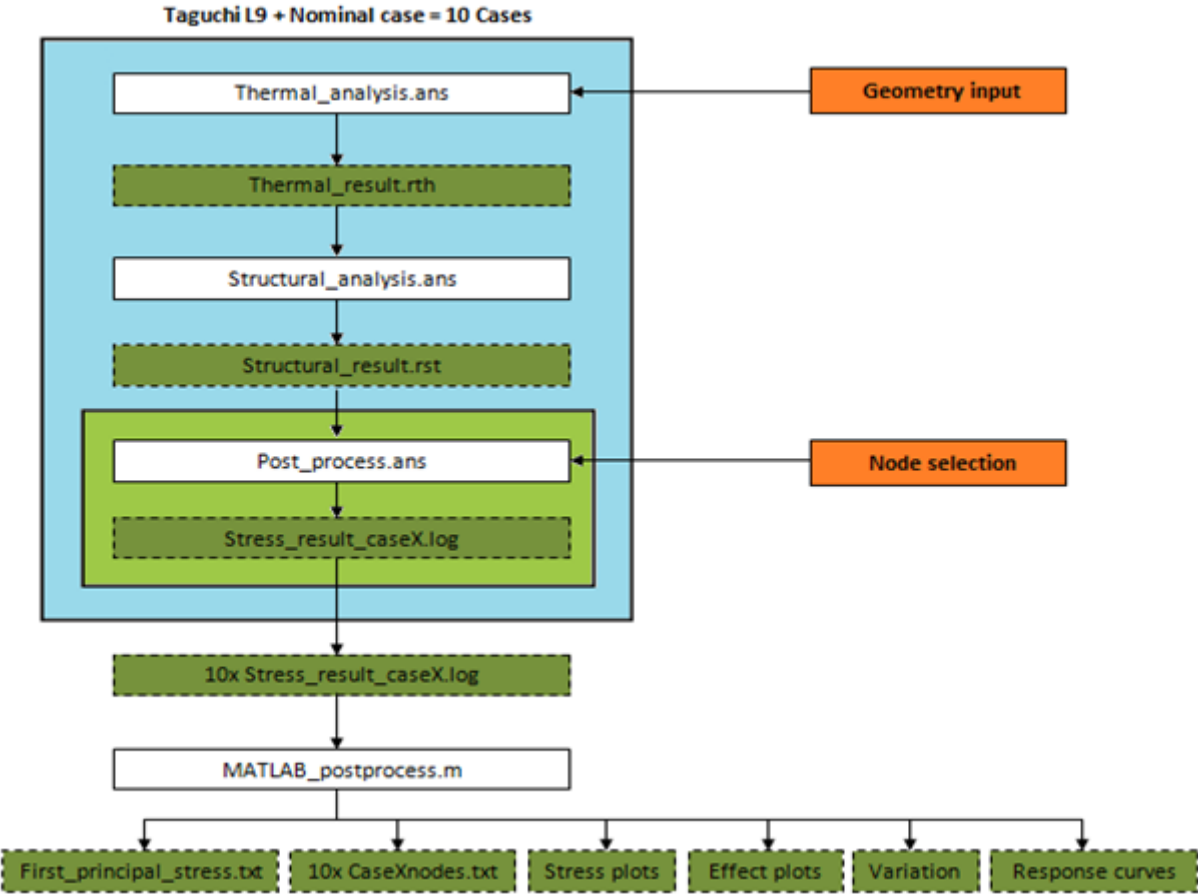 Taguchi L9 + Nominal case = 10 Cases
Thermal_analysis.ans
Geometry input
Thermal_result.rth
Structural_analysis.ans
Structural_result.rst
Post_process.ans
Node selection
Stress_result_caseX.log
10x Stress_result_caseX.log
MATLAB_postprocess.m
First_principal_stress.txt
10x CaseXnodes.txt
Stress plots
Effect plots
Variation
Response curves